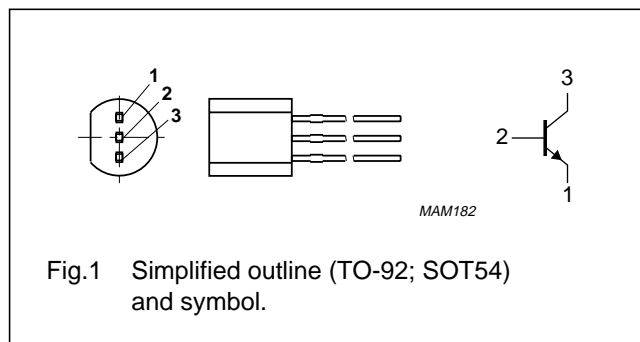 1
2
3
3
2
1
MAM182
Fig.1 Simplified outline (TO-92; SOT54)
and symbol.